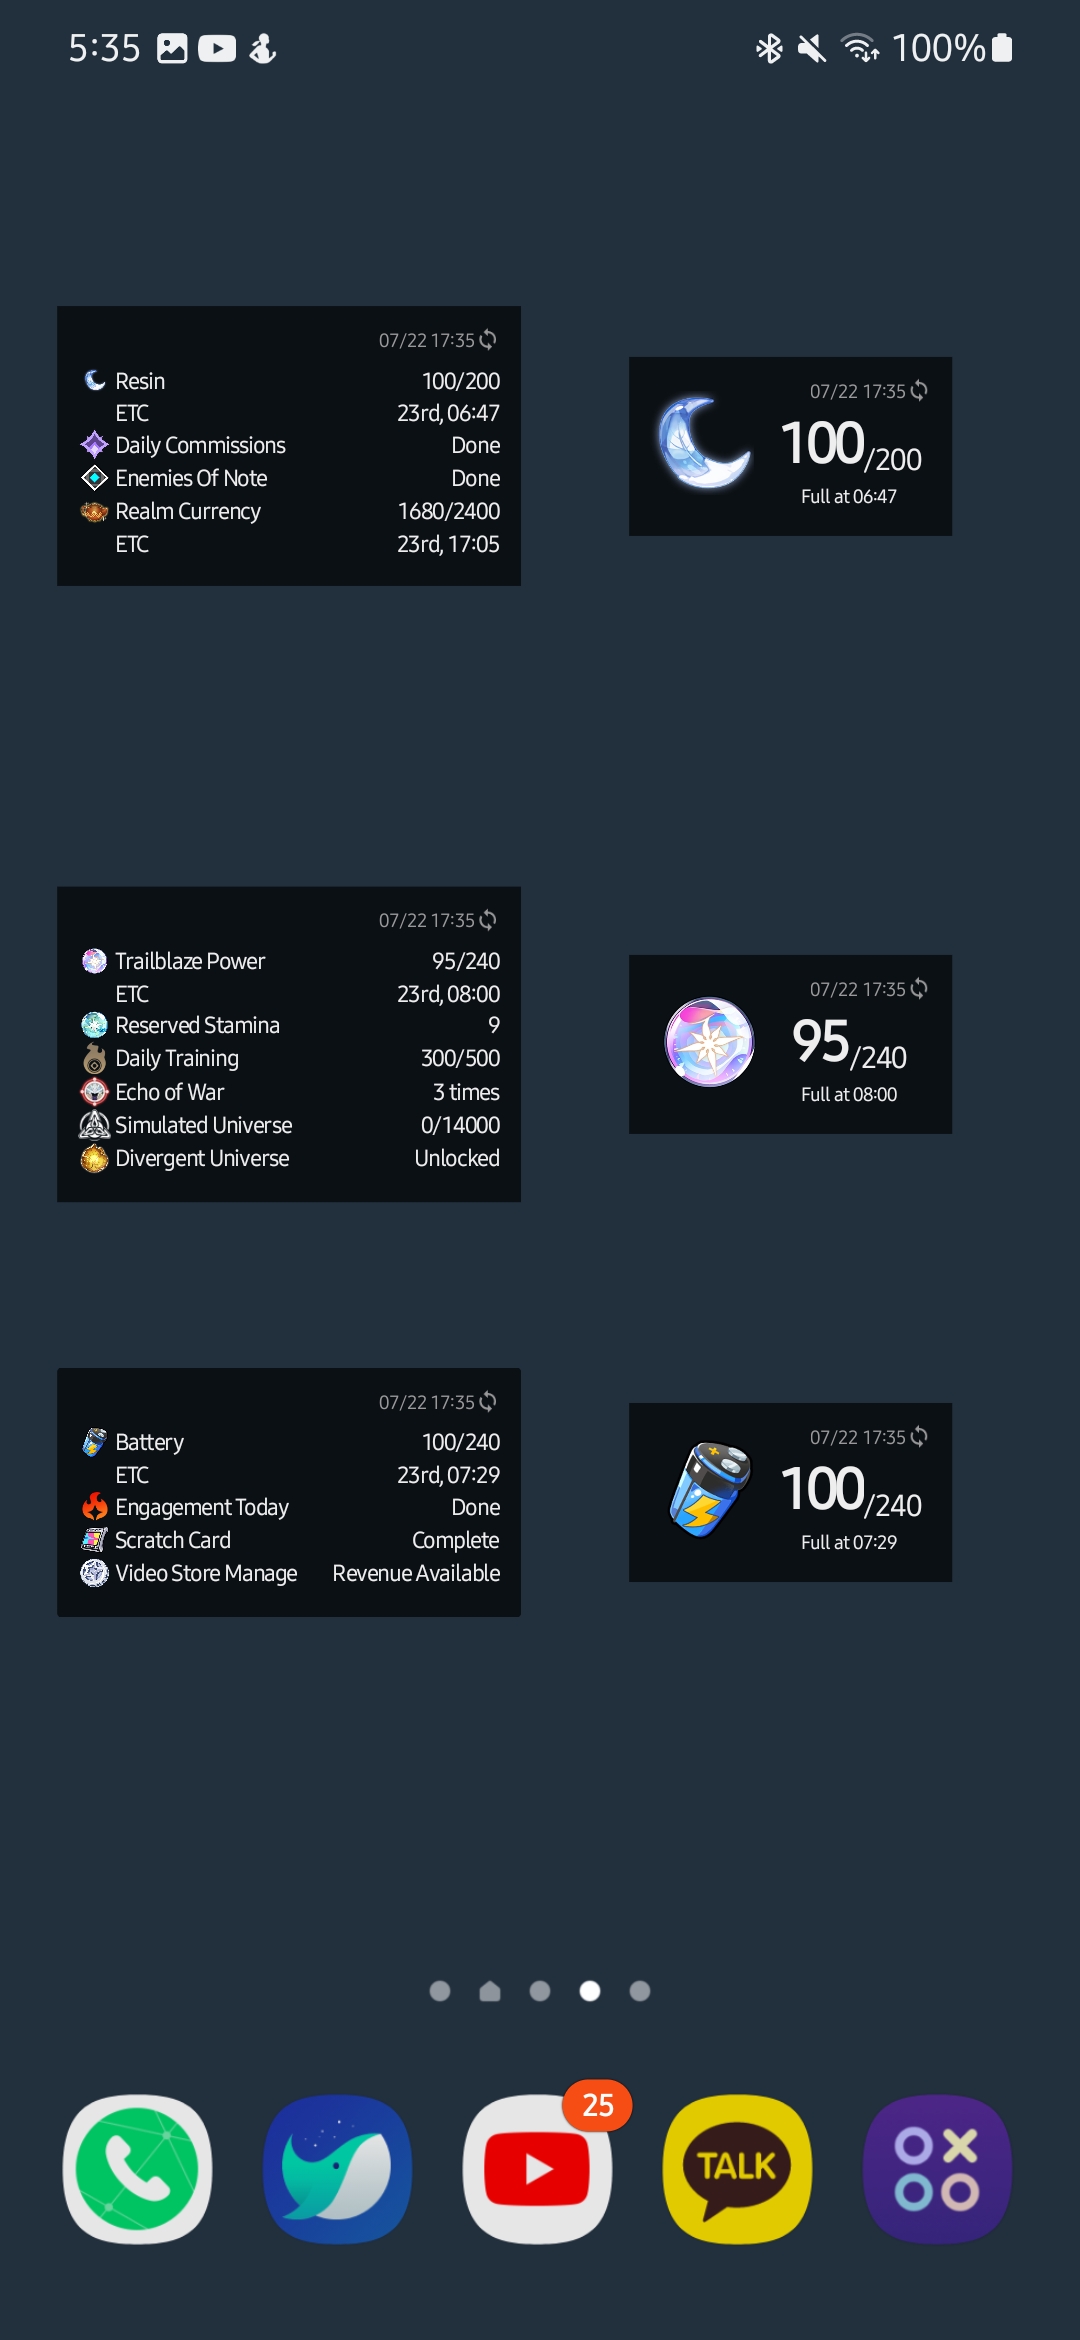 5:35 100%
07/22 17:35
Resin 100/200
ETC 23rd, 06:47
Daily Commissions Done
Enemies Of Note Done
Realm Currency 1680/2400
ETC 23rd, 17:05
07/22 17:35
100/200
Full at 06:47
07/22 17:35
Trailblaze Power 95/240
ETC 23rd, 08:00
Reserved Stamina 9
Daily Training 300/500
Echo of War 3 times
Simulated Universe 0/14000
Divergent Universe Unlocked
07/22 17:35
95/240
Full at 08:00
07/22 17:35
Battery 100/240
ETC 23rd, 07:29
Engagement Today Done
Scratch Card Complete
Video Store Manage Revenue Available
07/22 17:35
100/240
Full at 07:29
25
TALK